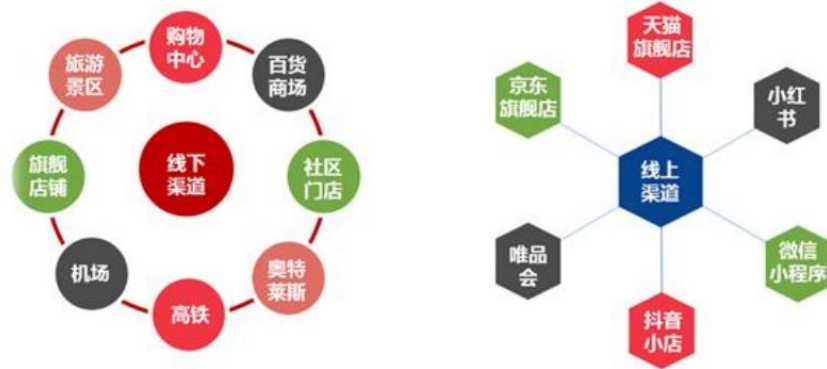 购物
中心
百货
商场
社区
门店
奥特
莱斯
高铁
机场
旗舰
店铺
旅游
景区
线下
渠道
天猫
旗舰店
小红
书
微信
小程序
抖音
小店
唯品
会
京东
旗舰店
线上
渠道